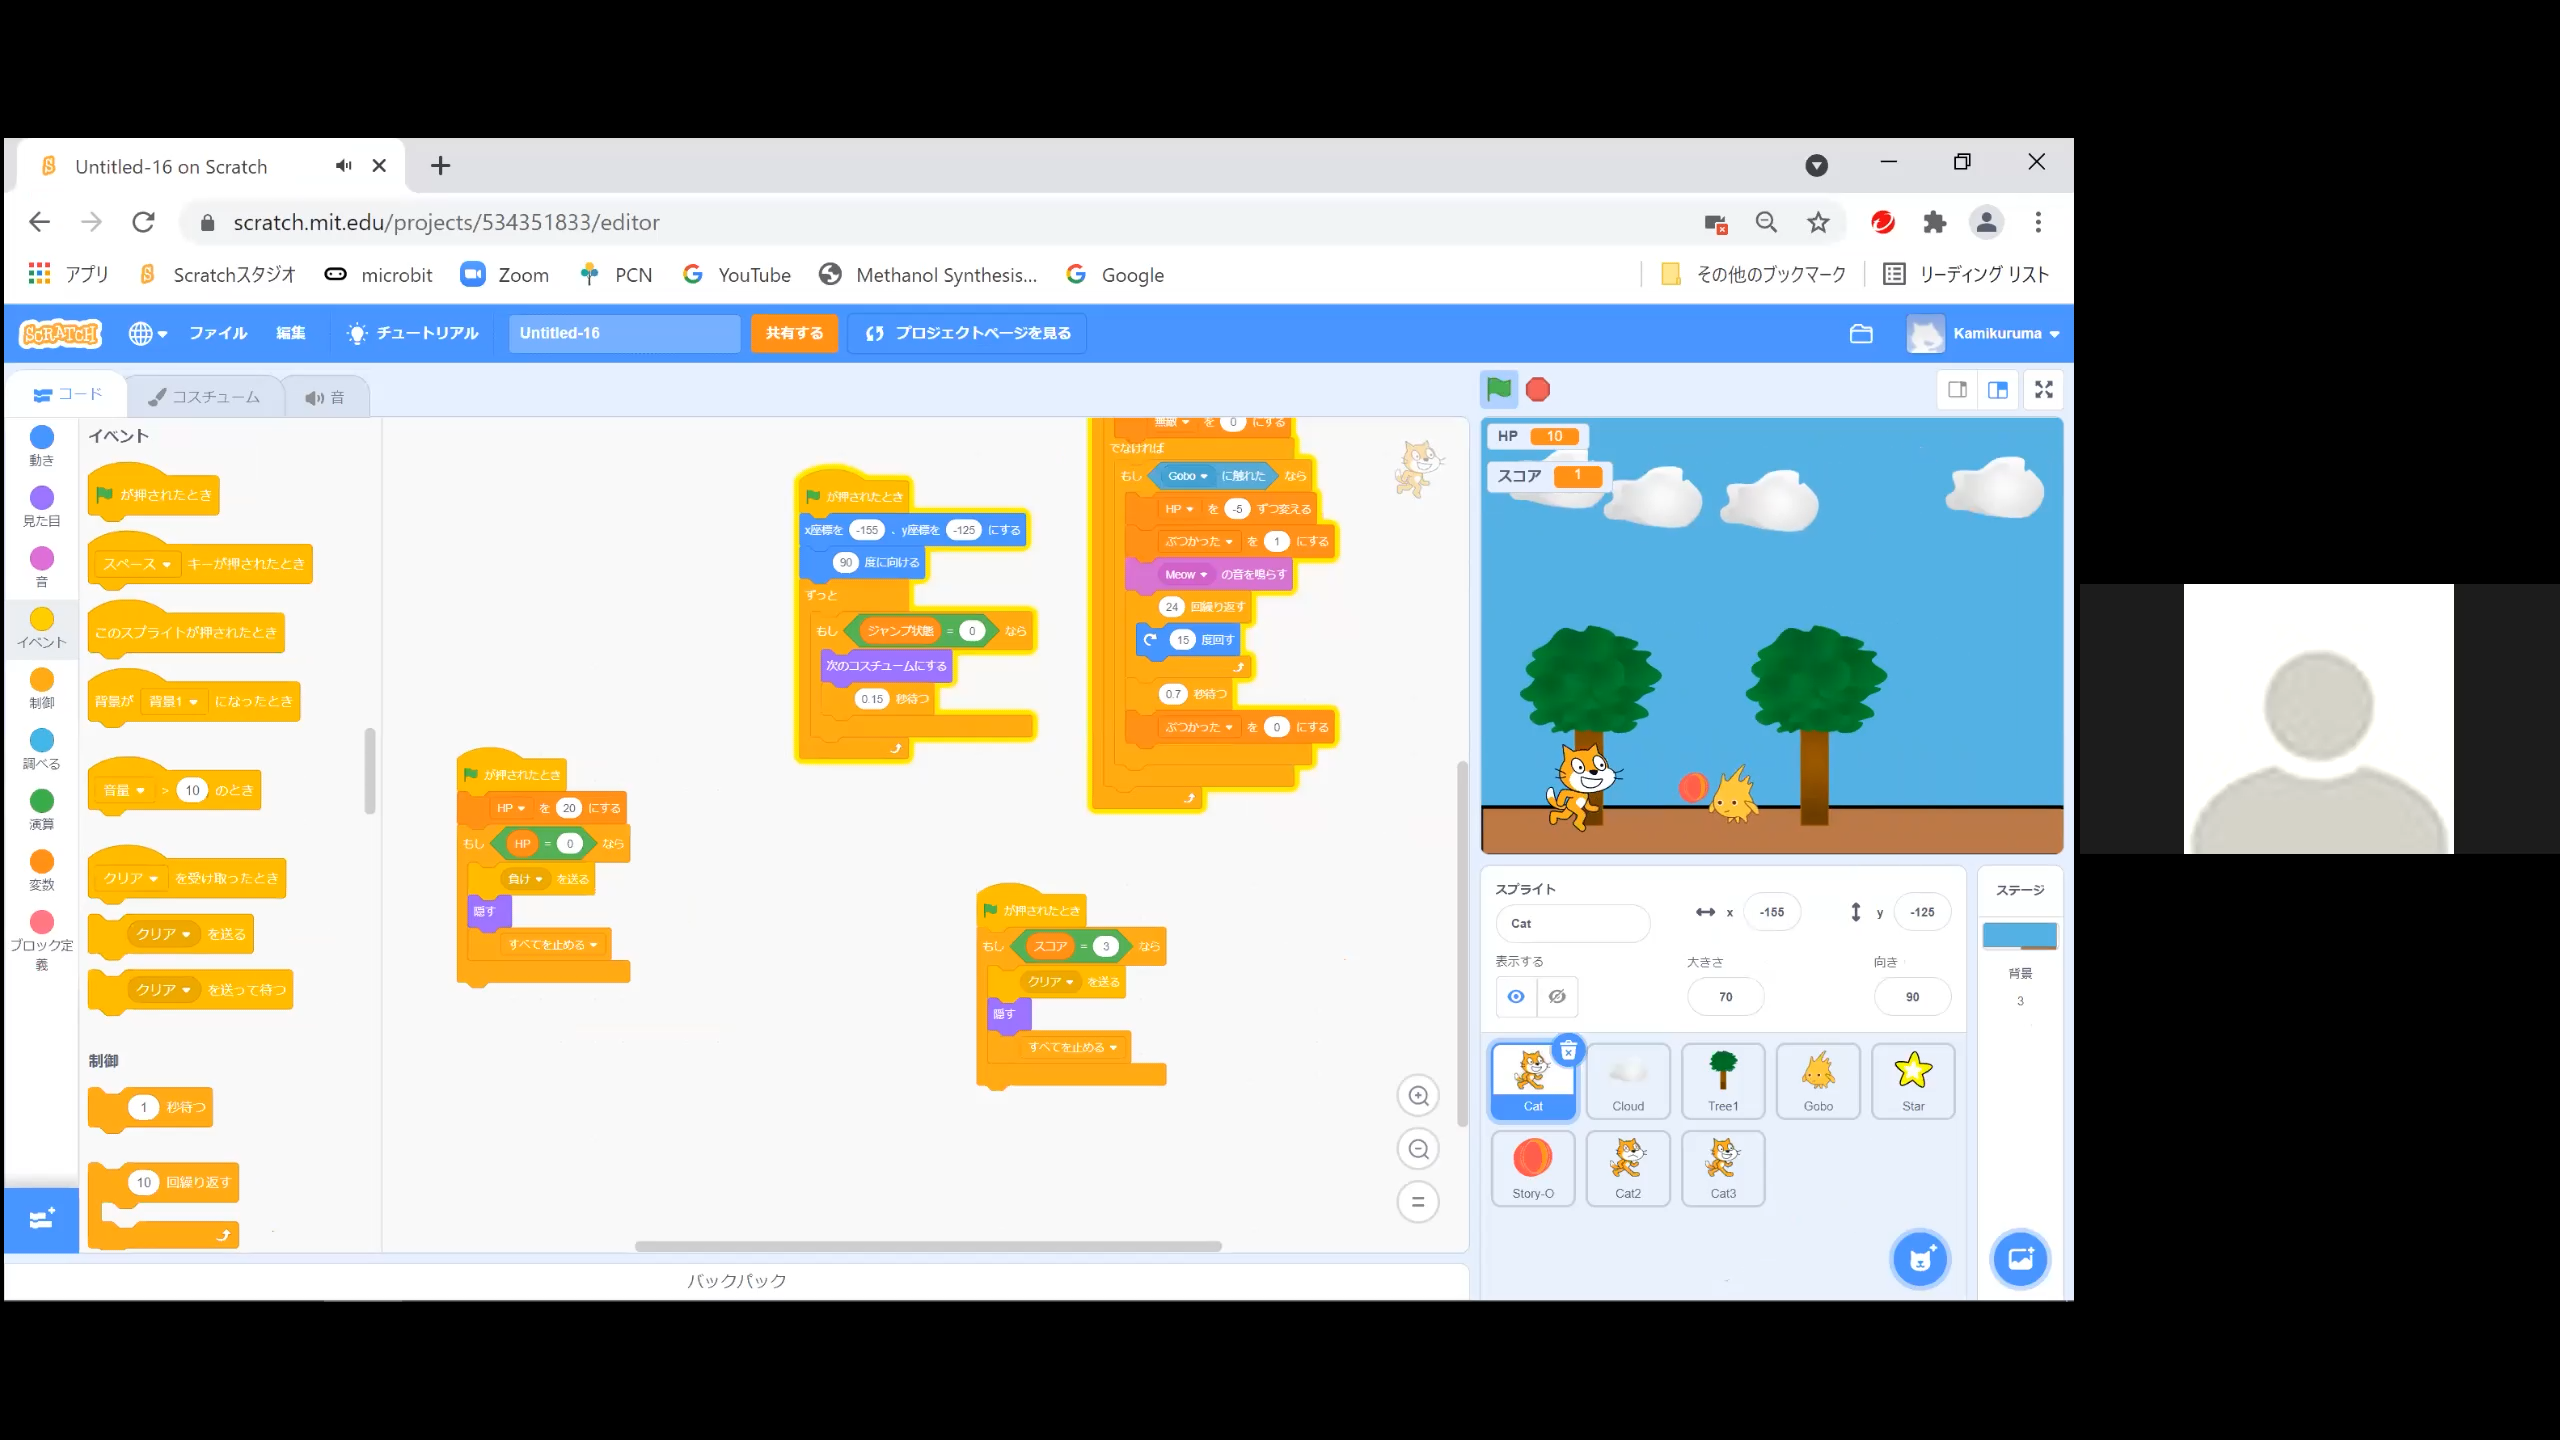 Untitled-16 on Scratch
scratch.mit.edu/projects/534351833/editor
アプリ Scratchスタジオ microbit Zoom PCN YouTube Methanol Synthesis... Google その他のブックマーク リーディング リスト
SCRATCH ファイル 編集 チュートリアル Untitled-16 共有する プロジェクトページを見る Kamikuruma
コード コスチューム 音
動き
見た目
音
イベント
制御
調べる
演算
変数
ブロック定義
イベント
が押されたとき
スペース キーが押されたとき
このスプライトが押されたとき
背景が 背景1 になったとき
音量 > 10 のとき
クリア を受け取ったとき
クリア を送る
クリア を送って待つ
制御
1 秒待つ
10 回繰り返す
が押されたとき
HP を 20 にする
もし HP = 0 なら
負け を送る
隠す
すべてを止める
が押されたとき
x座標を -155 、y座標を -125 にする
90 度に向ける
ずっと
もし ジャンプ状態 = 0 なら
次のコスチュームにする
0.15 秒待つ
無敵 を 0 にする
でなければ
もし Gobo に触れた なら
HP を -5 ずつ変える
ぶつかった を 1 にする
Meow の音を鳴らす
24 回繰り返す
15 度回す
0.7 秒待つ
ぶつかった を 0 にする
が押されたとき
もし スコア = 3 なら
クリア を送る
隠す
すべてを止める
バックパック
HP 10
スコア 1
スプライト
Cat x -155 y -125
表示する 大きさ 向き
70 90
Cat Cloud Tree1 Gobo Star
Story-O Cat2 Cat3
ステージ
背景
3